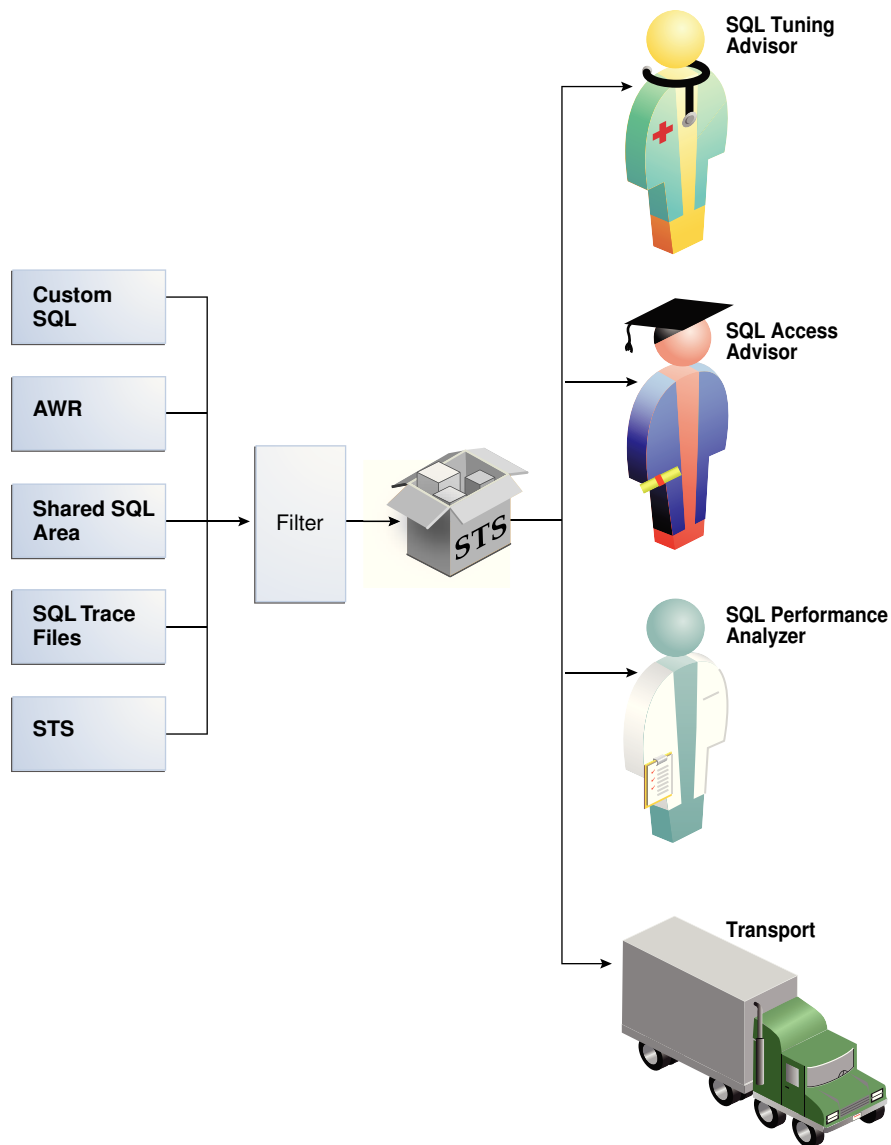 SQL Tuning
Advisor
Custom
SQL
SQL Access
Advisor
AWR
Shared SQL
Area
Filter
STS
SQL Trace
Files
SQL Performance
Analyzer
STS
Transport